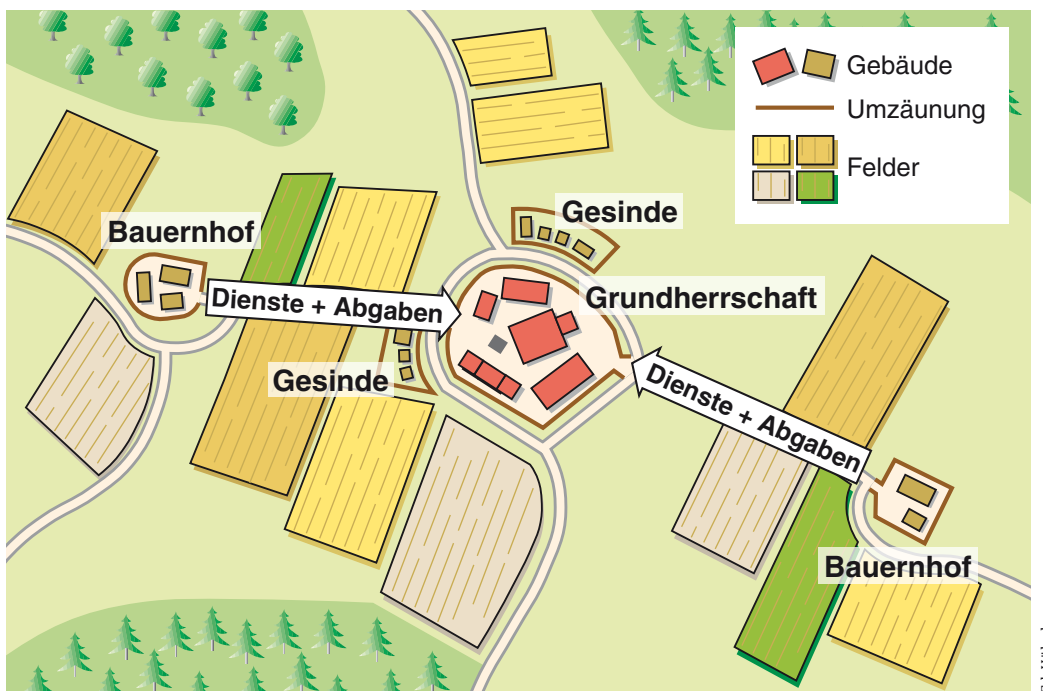 Gebäude
Umzäunung
Felder
Gesinde
Bauernhof
Grundherrschaft
Dienste + Abgaben
Gesinde
Dienste + Abgaben
Bauernhof